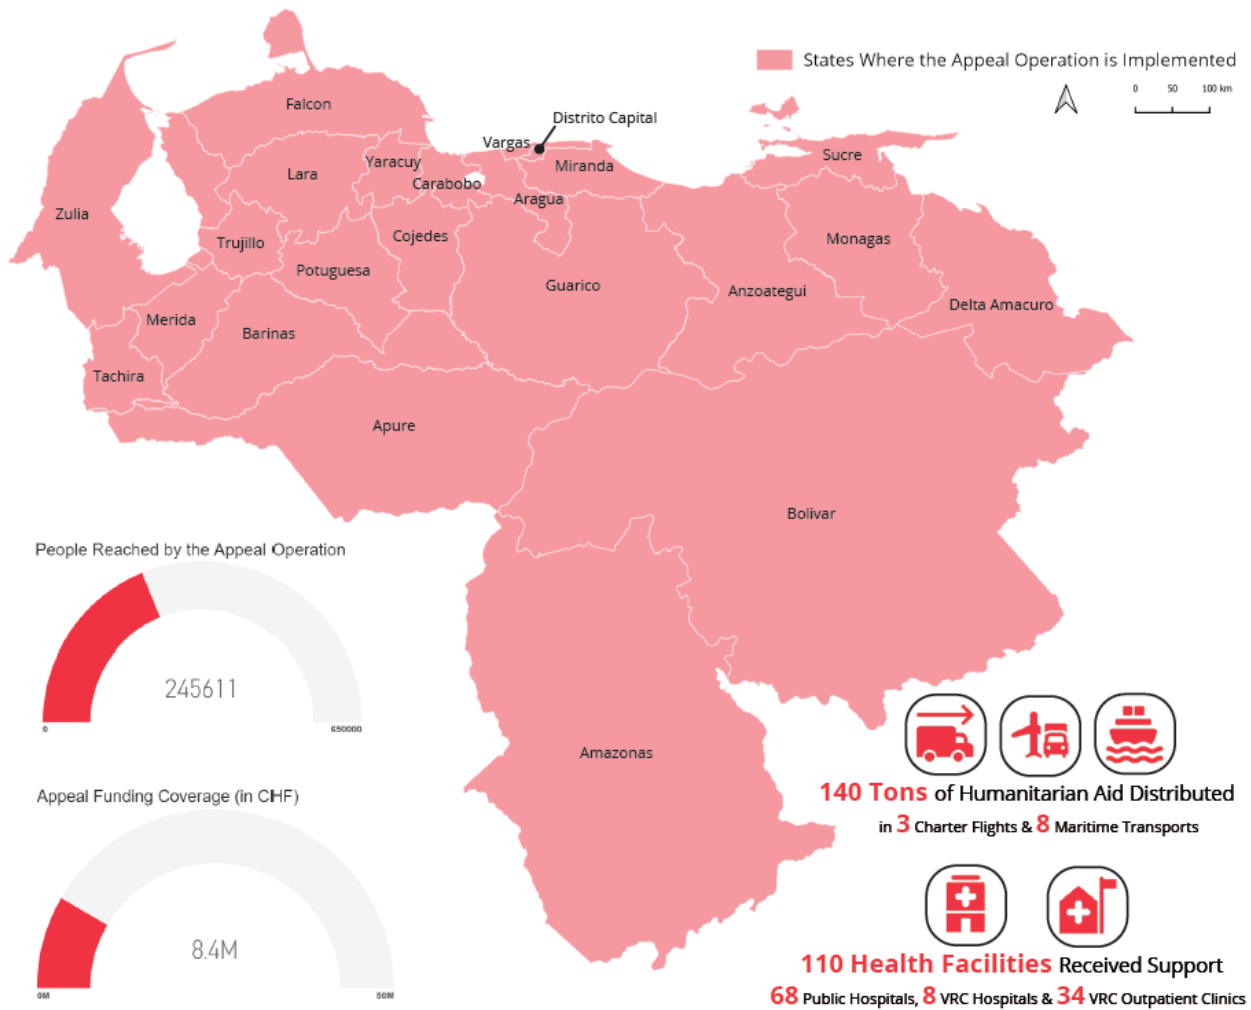 States Where the Appeal Operation is Implemented
0 50 100 km
Falcon
Distrito Capital
Vargas
Miranda
Sucre
Lara
Yaracuy
Carabobo
Aragua
Zulia
Trujillo
Cojedes
Monagas
Potuguesa
Guarico
Anzoategui
Delta Amacuro
Merida
Barinas
Tachira
Apure
Bolivar
Amazonas
People Reached by the Appeal Operation
245611
0 650000
Appeal Funding Coverage (in CHF)
8.4M
0M 50M
140 Tons of Humanitarian Aid Distributed
in 3 Charter Flights & 8 Maritime Transports
110 Health Facilities Received Support
68 Public Hospitals, 8 VRC Hospitals & 34 VRC Outpatient Clinics